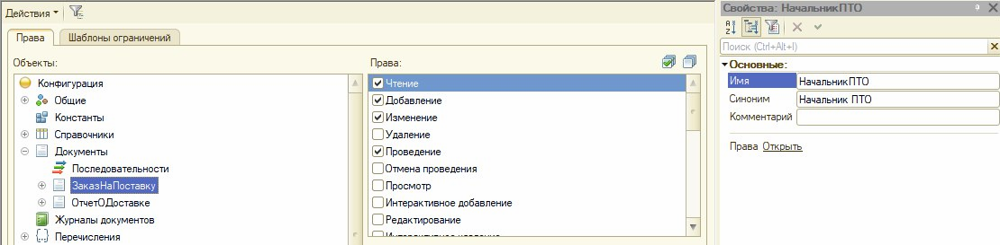 Действия
Права
Шаблоны ограничений
Объекты:
Конфигурация
Общие
Константы
Справочники
Документы
Последовательности
ЗаказНаПоставку
ОтчетОДоставке
Журналы документов
Перечисления
Права:
Чтение
Добавление
Изменение
Удаление
Проведение
Отмена проведения
Просмотр
Интерактивное добавление
Редактирование
Свойства: НачальникПТО
Поиск (Ctrl+Alt+I)
Основные:
Имя НачальникПТО
Синоним Начальник ПТО
Комментарий
Права Открыть